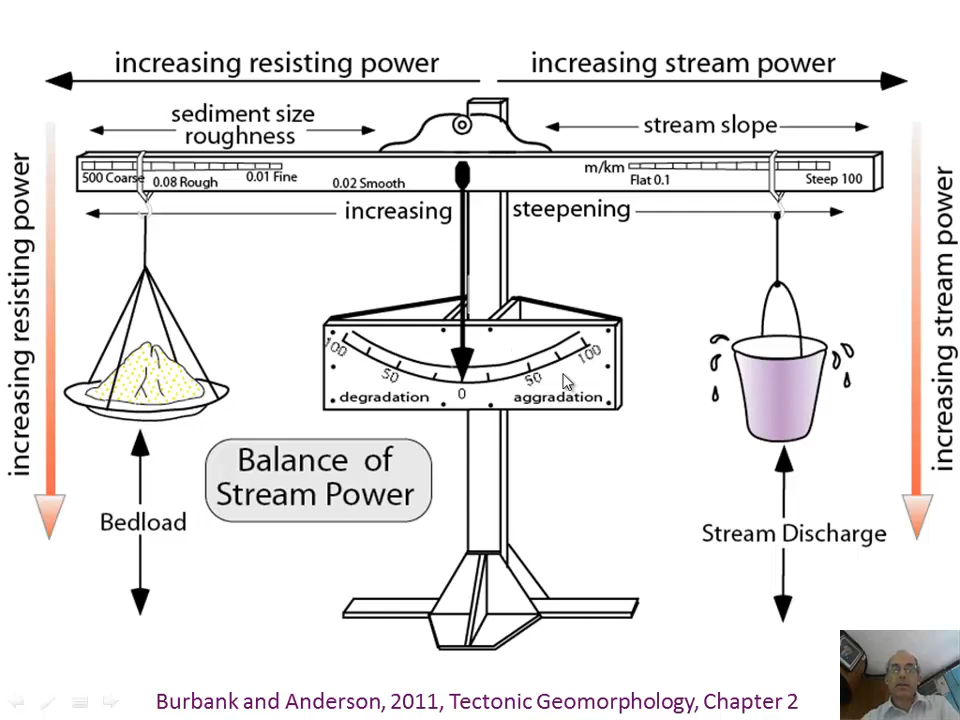 increasing resisting power
increasing stream power
sediment size
roughness
stream slope
500 Coarse
0.08 Rough
0.01 Fine
0.02 Smooth
m/km
Flat 0.1
Steep 100
increasing
steepening
increasing resisting power
increasing stream power
100
50
0
50
100
degradation
aggradation
Balance of
Stream Power
Bedload
Stream Discharge
Burbank and Anderson, 2011, Tectonic Geomorphology, Chapter 2